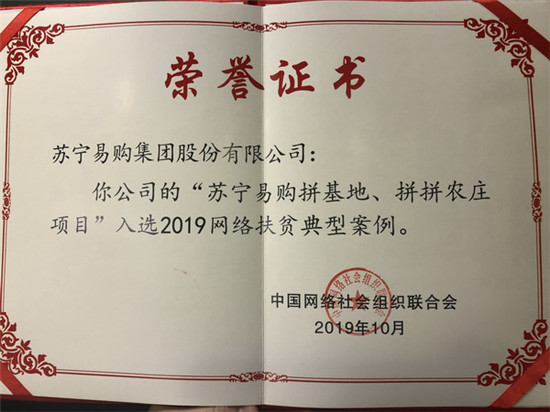 荣誉证书
苏宁易购集团股份有限公司：
你公司的“苏宁易购拼基地、拼拼农庄
项目”入选2019网络扶贫典型案例。
中国网络社会组织联合会
2019年10月